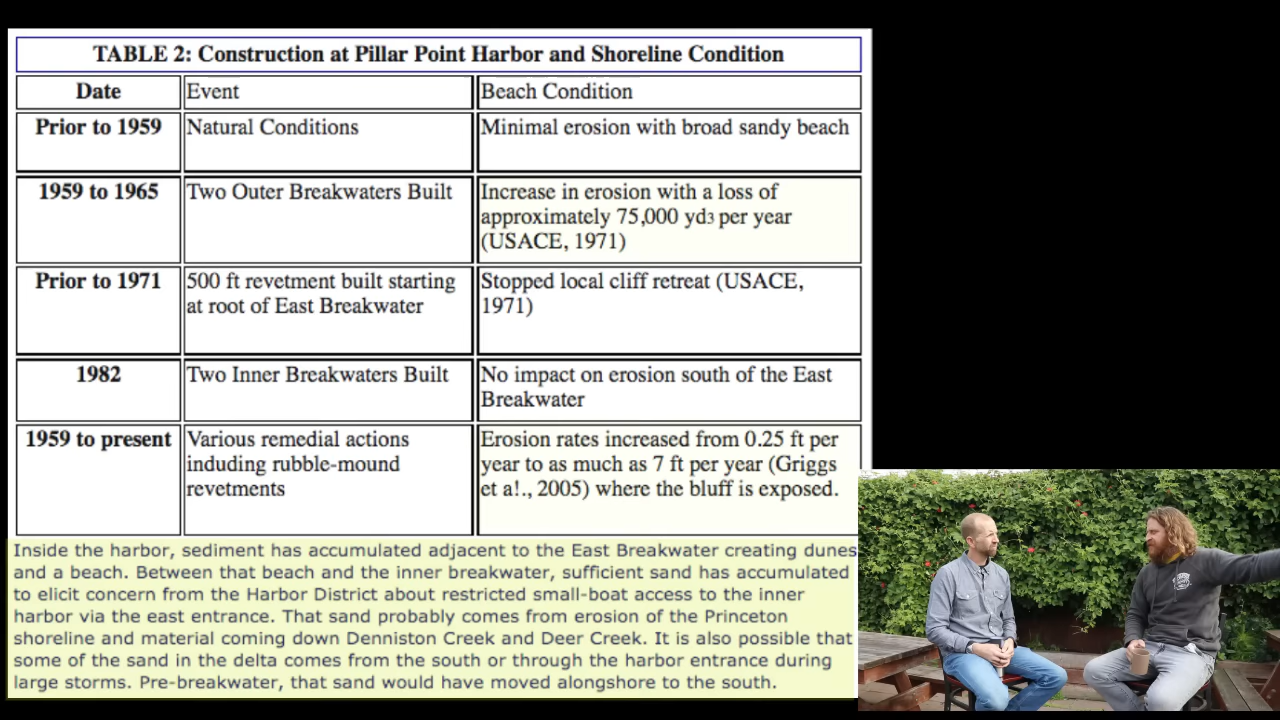 TABLE 2: Construction at Pillar Point Harbor and Shoreline Condition
Date Event Beach Condition
Prior to 1959 Natural Conditions Minimal erosion with broad sandy beach
1959 to 1965 Two Outer Breakwaters Built Increase in erosion with a loss of
approximately 75,000 yd3 per year
(USACE, 1971)
Prior to 1971 500 ft revetment built starting Stopped local cliff retreat (USACE,
at root of East Breakwater 1971)
1982 Two Inner Breakwaters Built No impact on erosion south of the East
Breakwater
1959 to present Various remedial actions Erosion rates increased from 0.25 ft per
induding rubble-mound year to as much as 7 ft per year (Griggs
revetments et a!., 2005) where the bluff is exposed.
Inside the harbor, sediment has accumulated adjacent to the East Breakwater creating dunes
and a beach. Between that beach and the inner breakwater, sufficient sand has accumulated
to elicit concern from the Harbor District about restricted small-boat access to the inner
harbor via the east entrance. That sand probably comes from erosion of the Princeton
shoreline and material coming down Denniston Creek and Deer Creek. It is also possible that
some of the sand in the delta comes from the south or through the harbor entrance during
large storms. Pre-breakwater, that sand would have moved alongshore to the south.